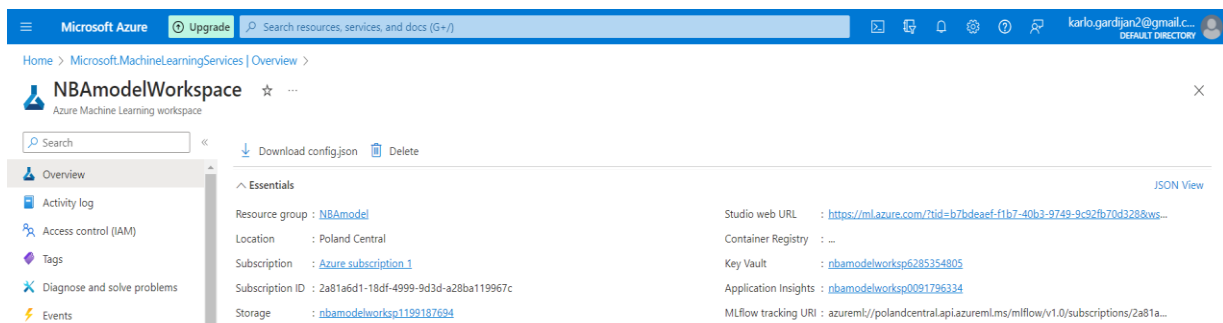 Microsoft Azure
Upgrade
Search resources, services, and docs (G+/)
karlo.gardijan2@gmail.c...
DEFAULT DIRECTORY
Home > Microsoft.MachineLearningServices | Overview >
NBAmodelWorkspace
Azure Machine Learning workspace
Search
Download config.json
Delete
Overview
Activity log
Access control (IAM)
Tags
Diagnose and solve problems
Events
Essentials
JSON View
Resource group : NBAmodel
Location : Poland Central
Subscription : Azure subscription 1
Subscription ID : 2a81a6d1-18df-4999-9d3d-a28ba119967c
Storage : nbamodelworksp1199187694
Studio web URL : https://ml.azure.com/?tid=b7bdeaef-f1b7-40b3-9749-9c92fb70d328&ws...
Container Registry : ...
Key Vault : nbamodelworksp6285354805
Application Insights : nbamodelworksp0091796334
MLflow tracking URI : azureml://polandcentral.api.azureml.ms/mlflow/v1.0/subscriptions/2a81a...